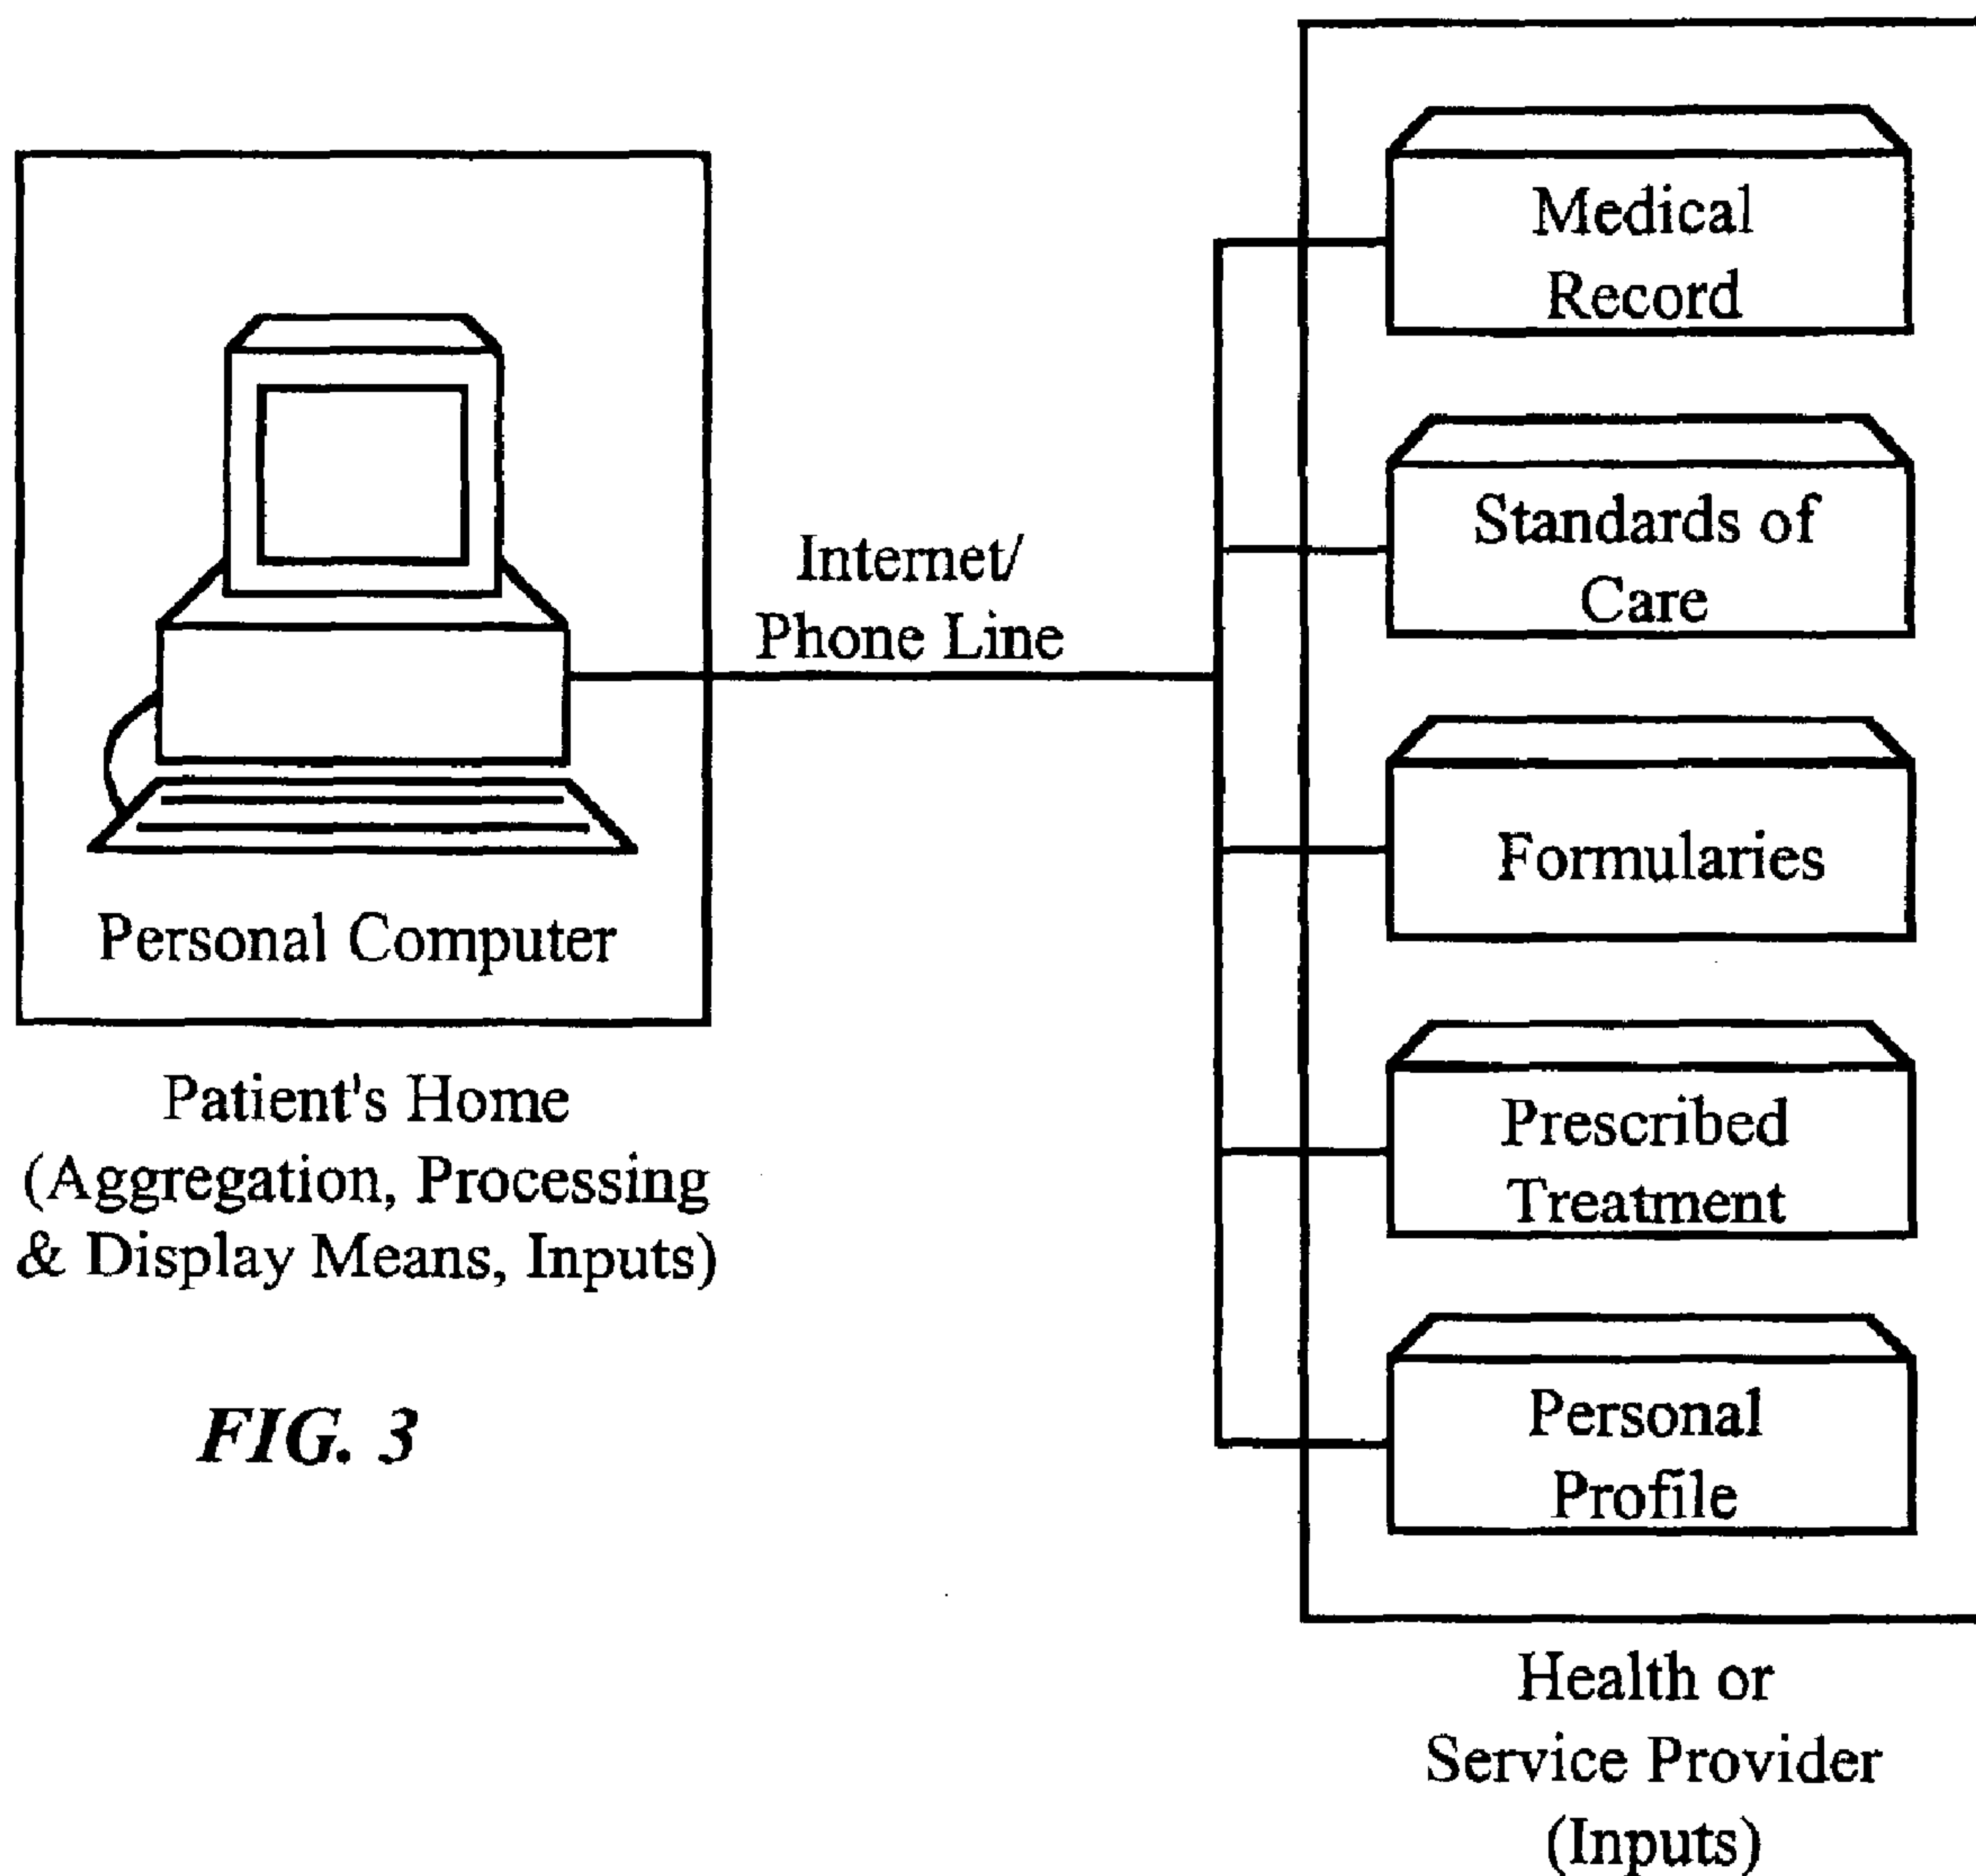 Medical
Record
Standards of
Care
Internet/
Phone Line
Formularies
Personal Computer
Patient's Home
(Aggregation, Processing
& Display Means, Inputs)
Prescribed
Treatment
Personal
Profile
FIG. 3
Health or
Service Provider
(Inputs)